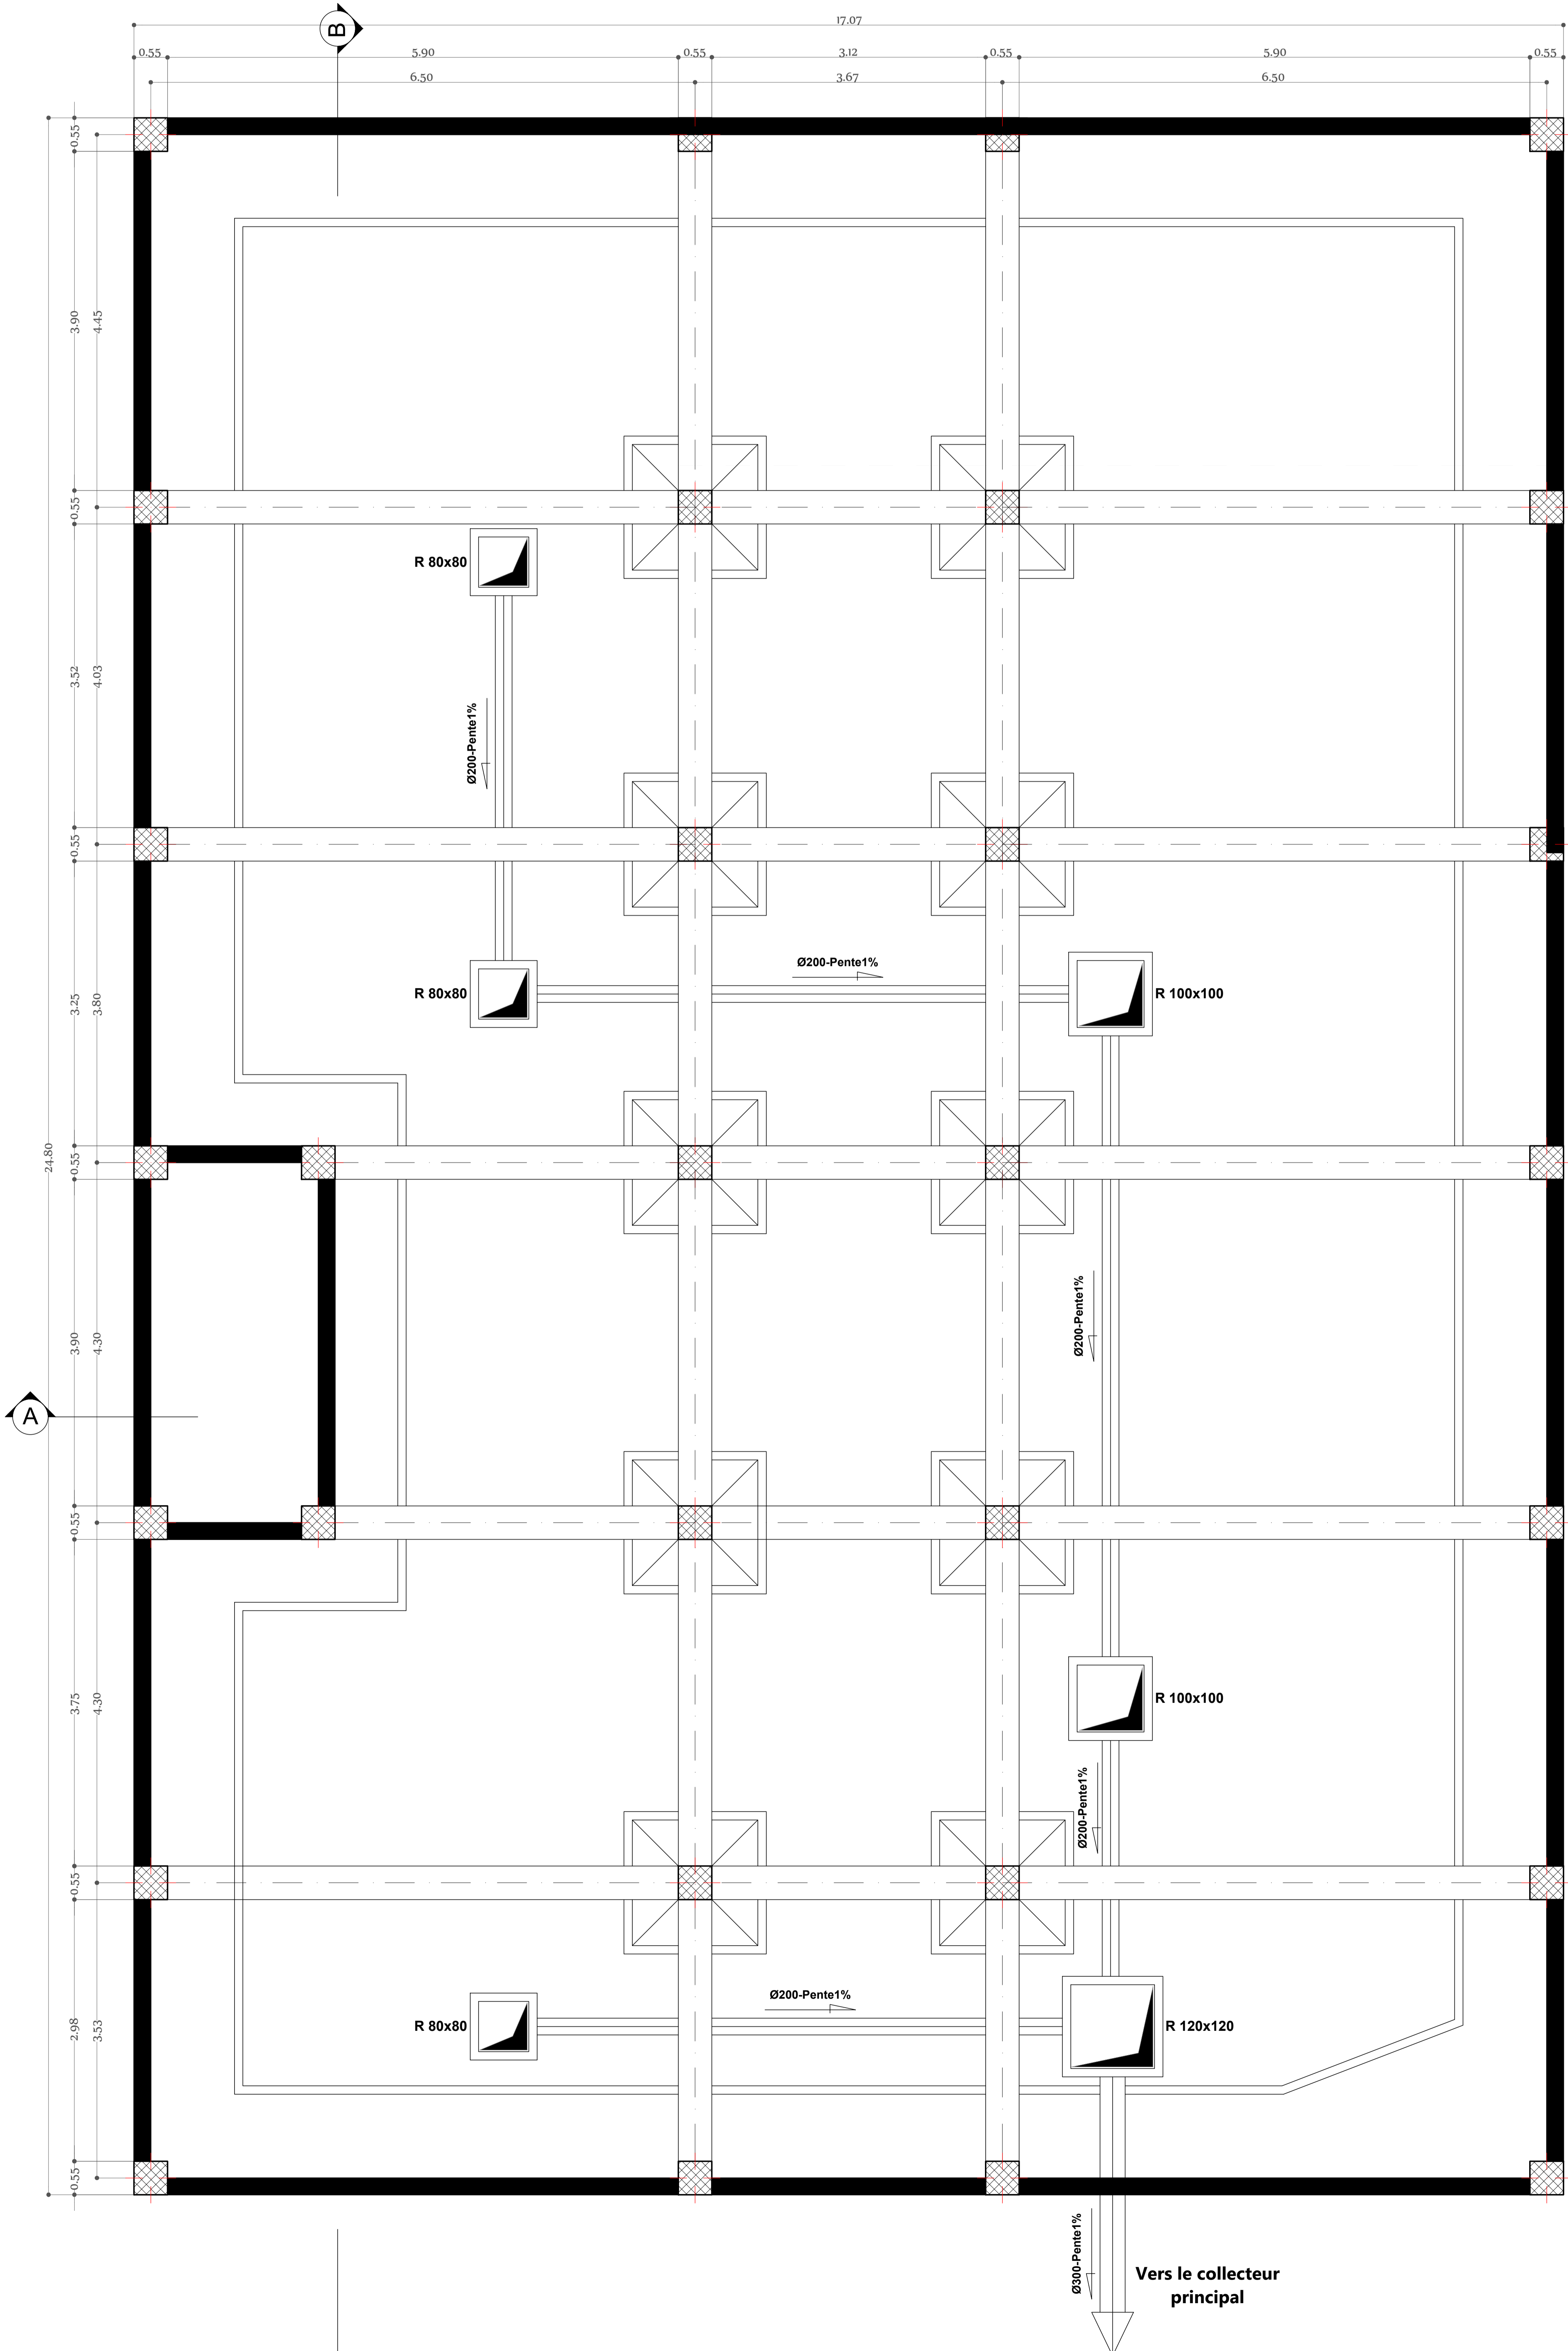 17.07
B
0.55
5.90
0.55
3.12
0.55
5.90
0.55
6.50
3.67
6.50
0.55
3.90
4.45
0.55
R 80x80
3.52
4.03
Ø200-Pente1%
0.55
Ø200-Pente1%
R 80x80
R 100x100
3.25
3.80
24.80
0.55
Ø200-Pente1%
3.90
4.30
A
0.55
3.75
4.30
R 100x100
Ø200-Pente1%
0.55
Ø200-Pente1%
2.98
3.53
R 80x80
R 120x120
0.55
Ø300-Pente1%
Vers le collecteur
principal